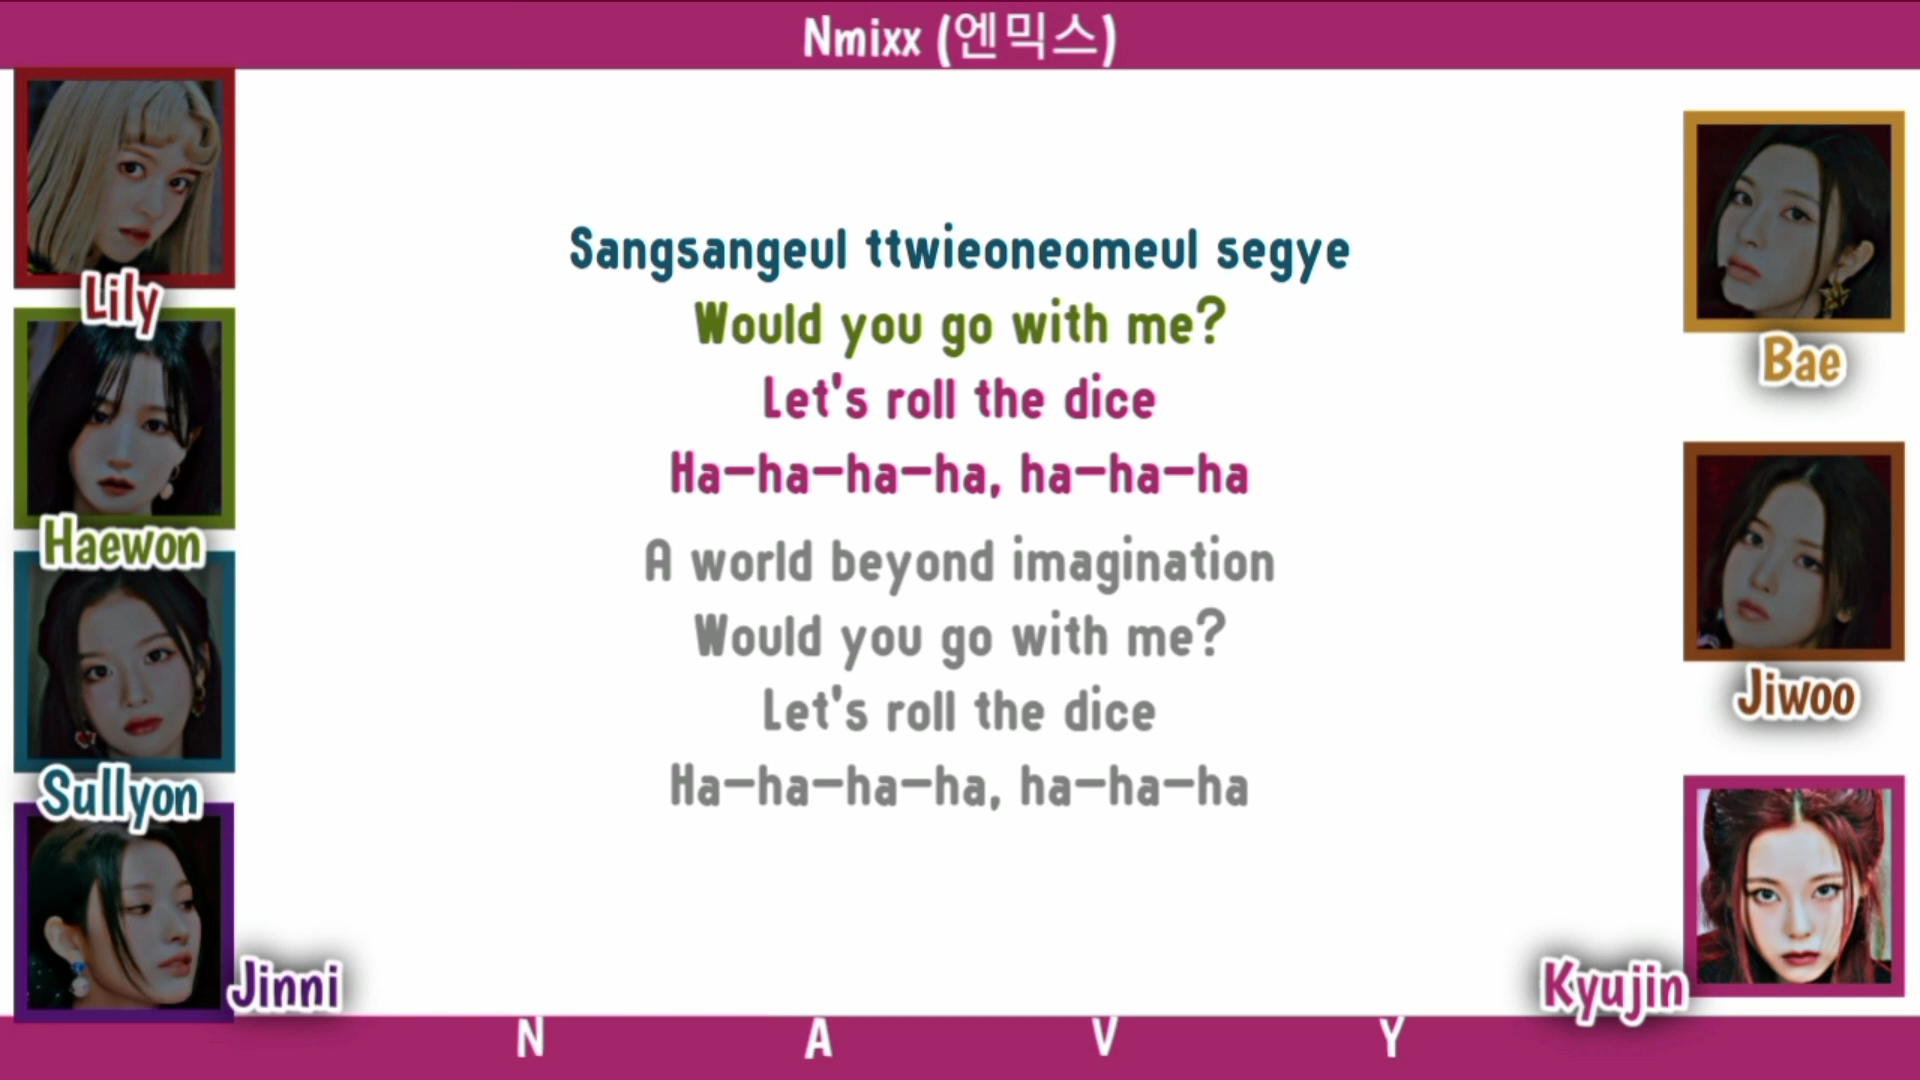 Nmixx (엔믹스)
Lily
Haewon
Sullyon
Jinni
Sangsangeul ttwieoneomeul segye
Would you go with me?
Let's roll the dice
Ha-ha-ha-ha, ha-ha-ha
A world beyond imagination
Would you go with me?
Let's roll the dice
Ha-ha-ha-ha, ha-ha-ha
Bae
Jiwoo
Kyujin
N A V Y